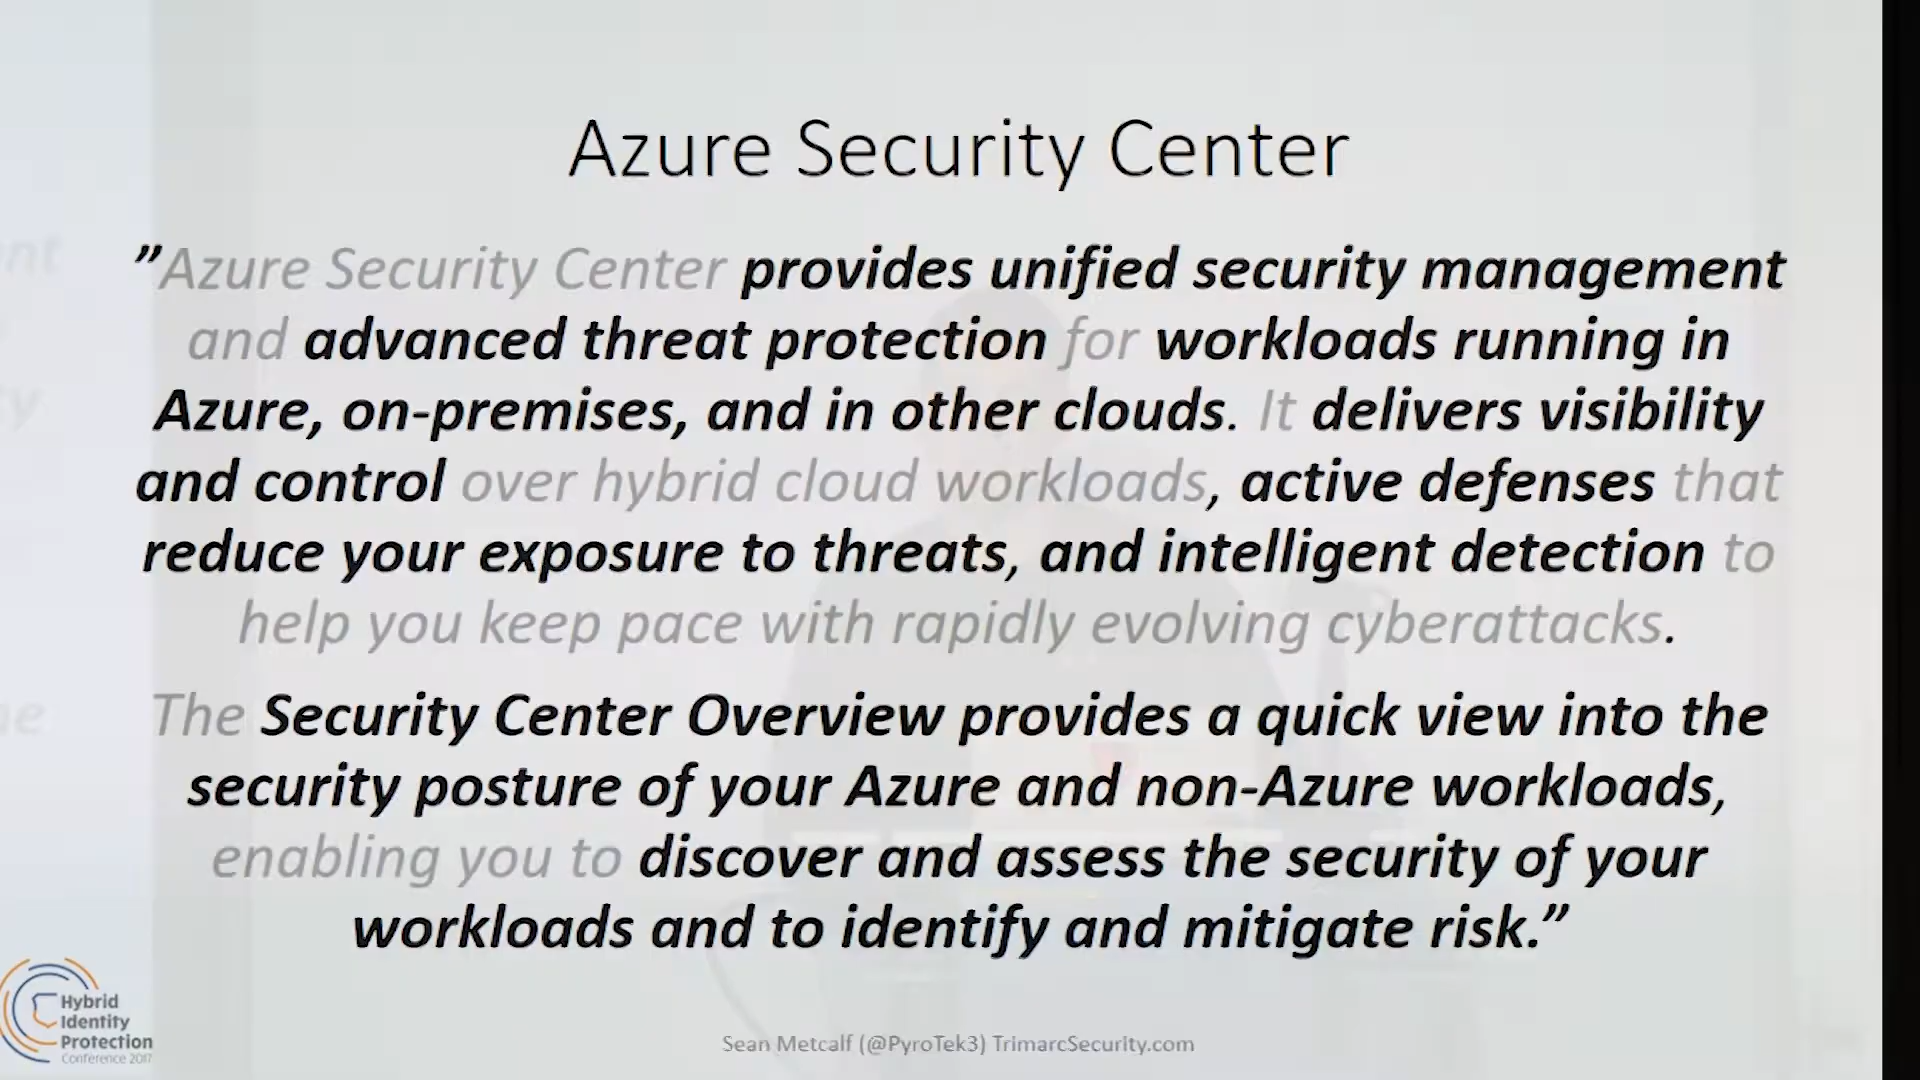 Azure Security Center
”Azure Security Center provides unified security management
and advanced threat protection for workloads running in
Azure, on-premises, and in other clouds. It delivers visibility
and control over hybrid cloud workloads, active defenses that
reduce your exposure to threats, and intelligent detection to
help you keep pace with rapidly evolving cyberattacks.
The Security Center Overview provides a quick view into the
security posture of your Azure and non-Azure workloads,
enabling you to discover and assess the security of your
workloads and to identify and mitigate risk.”
Hybrid
Identity
Protection
Conference 2017
Sean Metcalf (@PyroTek3) TrimarcSecurity.com